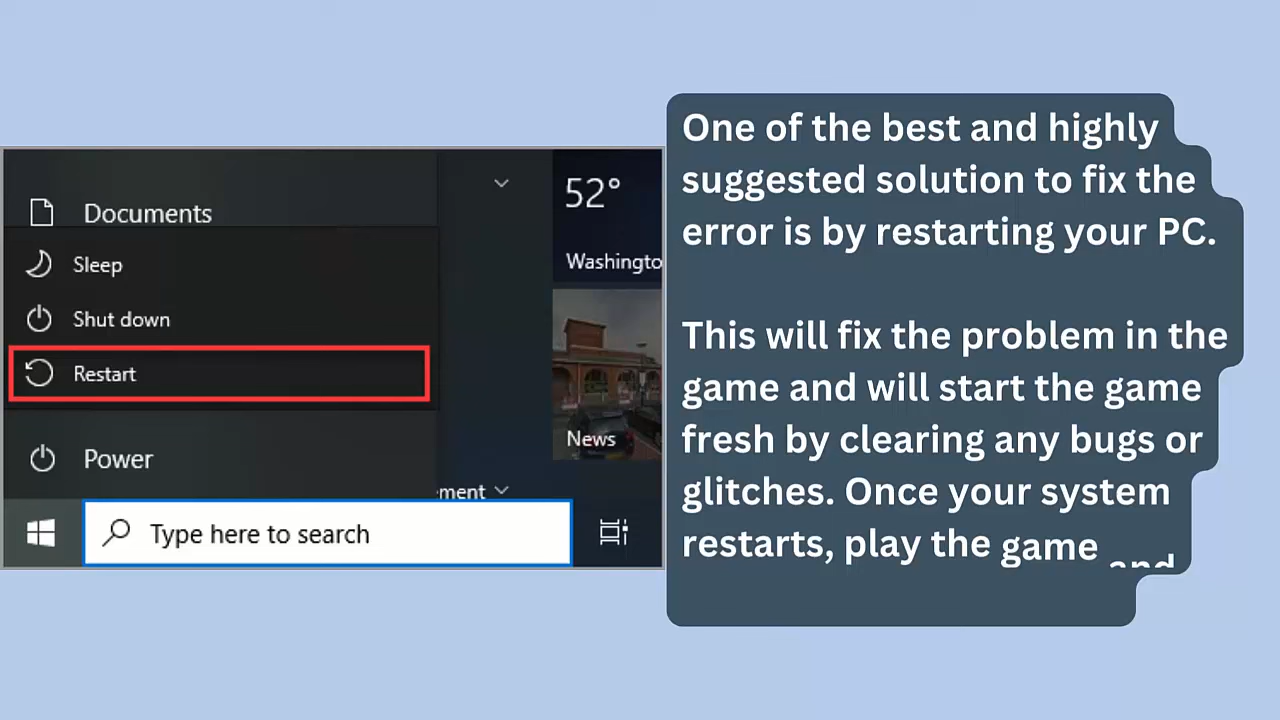 Documents
Sleep
Shut down
Restart
Power
ment
Type here to search
52°
Washingto
News
One of the best and highly
suggested solution to fix the
error is by restarting your PC.
This will fix the problem in the
game and will start the game
fresh by clearing any bugs or
glitches. Once your system
restarts, play the game and